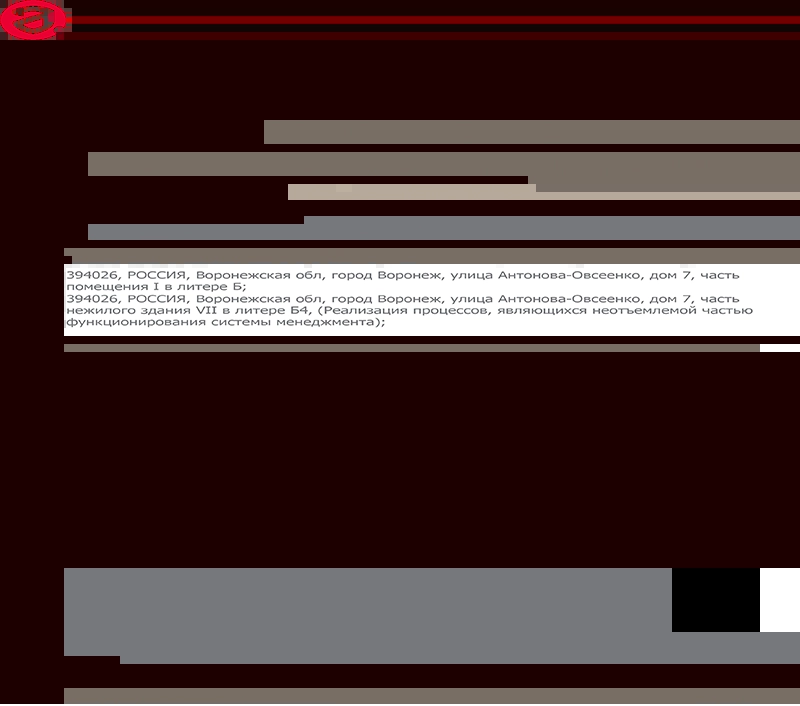 394026, РОССИЯ, Воронежская обл, город Воронеж, улица Антонова-Овсеенко, дом 7, часть
помещения I в литере Б;
394026, РОССИЯ, Воронежская обл, город Воронеж, улица Антонова-Овсеенко, дом 7, часть
нежилого здания VII в литере Б4, (Реализация процессов, являющихся неотъемлемой частью
функционирования системы менеджмента);